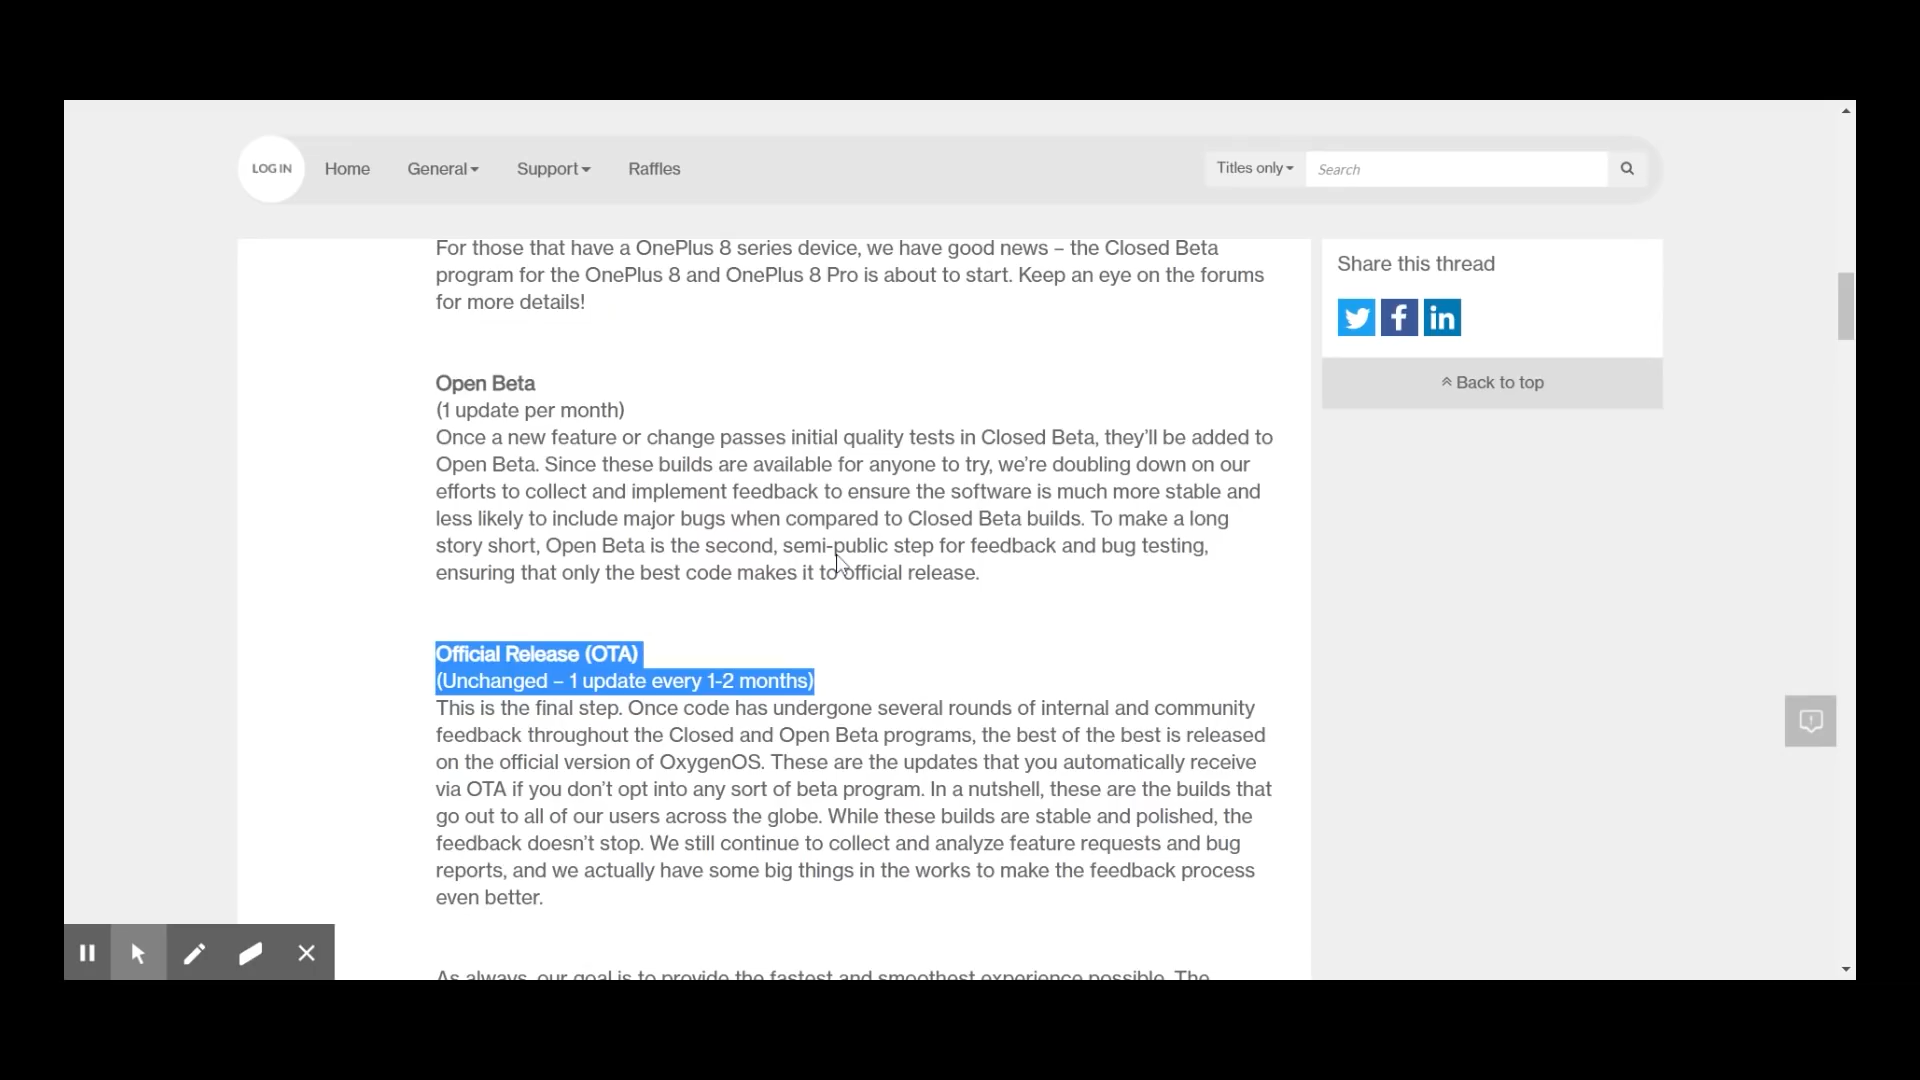 LOG IN
Home
General
Support
Raffles
Titles only
Search
For those that have a OnePlus 8 series device, we have good news – the Closed Beta
program for the OnePlus 8 and OnePlus 8 Pro is about to start. Keep an eye on the forums
for more details!
Open Beta
(1 update per month)
Once a new feature or change passes initial quality tests in Closed Beta, they’ll be added to
Open Beta. Since these builds are available for anyone to try, we’re doubling down on our
efforts to collect and implement feedback to ensure the software is much more stable and
less likely to include major bugs when compared to Closed Beta builds. To make a long
story short, Open Beta is the second, semi-public step for feedback and bug testing,
ensuring that only the best code makes it to official release.
Official Release (OTA)
(Unchanged – 1 update every 1-2 months)
This is the final step. Once code has undergone several rounds of internal and community
feedback throughout the Closed and Open Beta programs, the best of the best is released
on the official version of OxygenOS. These are the updates that you automatically receive
via OTA if you don’t opt into any sort of beta program. In a nutshell, these are the builds that
go out to all of our users across the globe. While these builds are stable and polished, the
feedback doesn’t stop. We still continue to collect and analyze feature requests and bug
reports, and we actually have some big things in the works to make the feedback process
even better.
As always, our goal is to provide the fastest and smoothest experience possible. The
Share this thread
Back to top